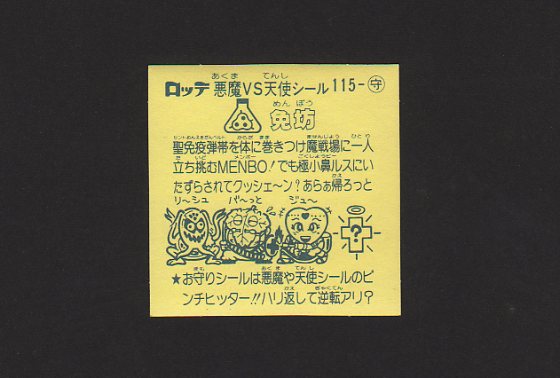 ロッテ 悪魔VS天使シール 115-守
免坊
聖免疫弾帯を体に巻きつけ魔戦場に一人
立ち挑むMENBO!でも極小鼻ルスにい
たずらされてクッシェ〜ン?あらぁ帰ろっと
リ〜シュ バ〜っと ジュ〜
?
★お守りシールは悪魔や天使シールのピ
ンチヒッター!!ハリ返して逆転アリ?